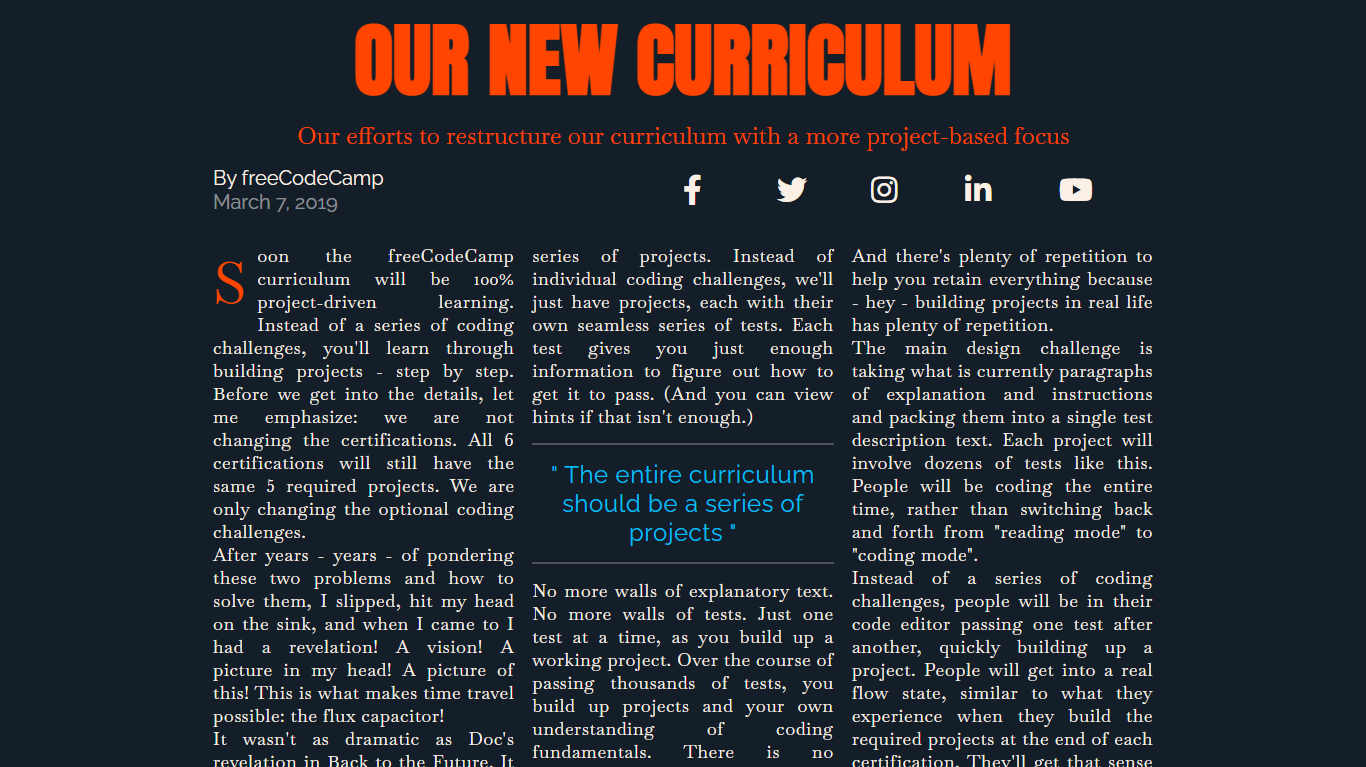 OUR NEW CURRICULUM
Our efforts to restructure our curriculum with a more project-based focus
By freeCodeCamp
March 7, 2019
Soon the freeCodeCamp
curriculum will be 100%
project-driven learning.
Instead of a series of coding
challenges, you'll learn through
building projects - step by step.
Before we get into the details, let
me emphasize: we are not
changing the certifications. All 6
certifications will still have the
same 5 required projects. We are
only changing the optional coding
challenges.
After years - years - of pondering
these two problems and how to
solve them, I slipped, hit my head
on the sink, and when I came to I
had a revelation! A vision! A
picture in my head! A picture of
this! This is what makes time travel
possible: the flux capacitor!
It wasn't as dramatic as Doc's
revelation in Back to the Future. It
series of projects. Instead of
individual coding challenges, we'll
just have projects, each with their
own seamless series of tests. Each
test gives you just enough
information to figure out how to
get it to pass. (And you can view
hints if that isn't enough.)
" The entire curriculum
should be a series of
projects "
No more walls of explanatory text.
No more walls of tests. Just one
test at a time, as you build up a
working project. Over the course of
passing thousands of tests, you
build up projects and your own
understanding of coding
fundamentals. There is no
And there's plenty of repetition to
help you retain everything because
- hey - building projects in real life
has plenty of repetition.
The main design challenge is
taking what is currently paragraphs
of explanation and instructions
and packing them into a single test
description text. Each project will
involve dozens of tests like this.
People will be coding the entire
time, rather than switching back
and forth from "reading mode" to
"coding mode".
Instead of a series of coding
challenges, people will be in their
code editor passing one test after
another, quickly building up a
project. People will get into a real
flow state, similar to what they
experience when they build the
required projects at the end of each
certification. They'll get that sense